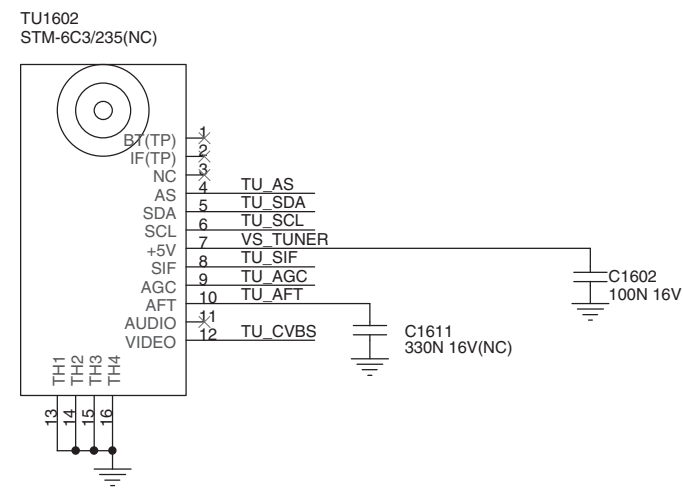 TU1602
STM-6C3/235(NC)
BT(TP) 1
IF(TP) 2
NC 3
AS 4 TU_AS
SDA 5 TU_SDA
SCL 6 TU_SCL
+5V 7 VS_TUNER
SIF 8 TU_SIF
AGC 9 TU_AGC
AFT 10 TU_AFT
AUDIO 11
VIDEO 12 TU_CVBS
C1602
100N 16V
C1611
330N 16V(NC)
TH1 TH2 TH3 TH4
13 14 15 16